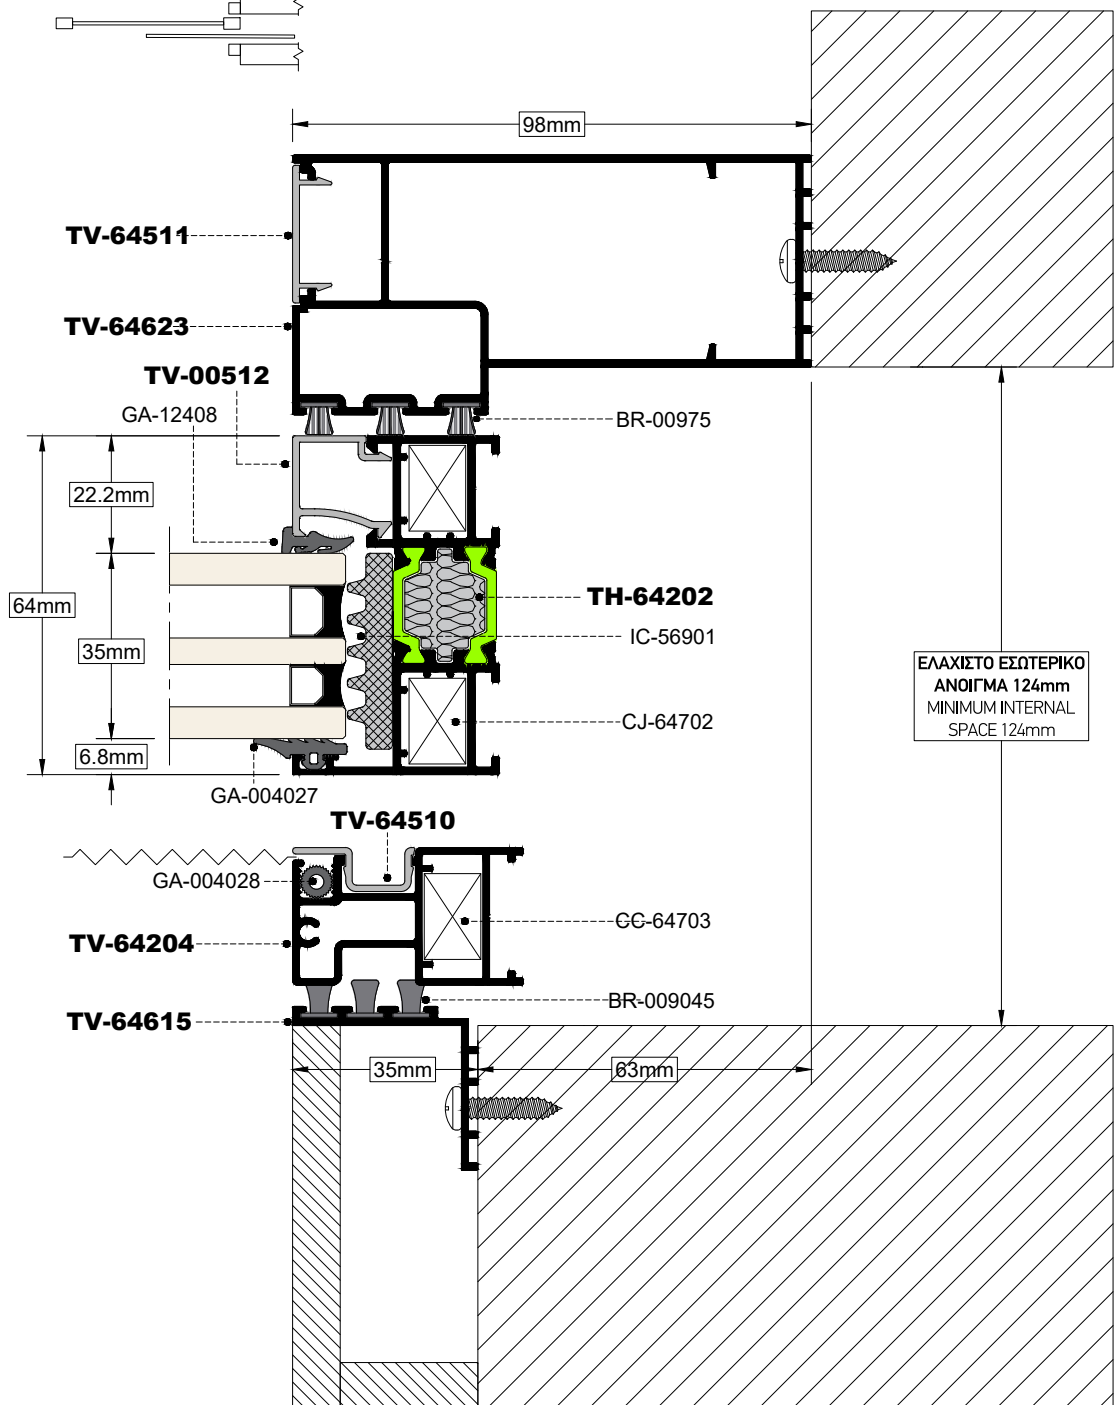 98mm
TV-64511
TV-64623
TV-00512
GA-12408
BR-00975
22.2mm
64mm
TH-64202
IC-56901
35mm
ΕΛΑΧΙΣΤΟ ΕΣΩΤΕΡΙΚΟ
ΑΝΟΙΓΜΑ 124mm
MINIMUM INTERNAL
SPACE 124mm
CJ-64702
6.8mm
GA-004027
TV-64510
GA-004028
CC-64703
TV-64204
BR-009045
TV-64615
35mm
63mm